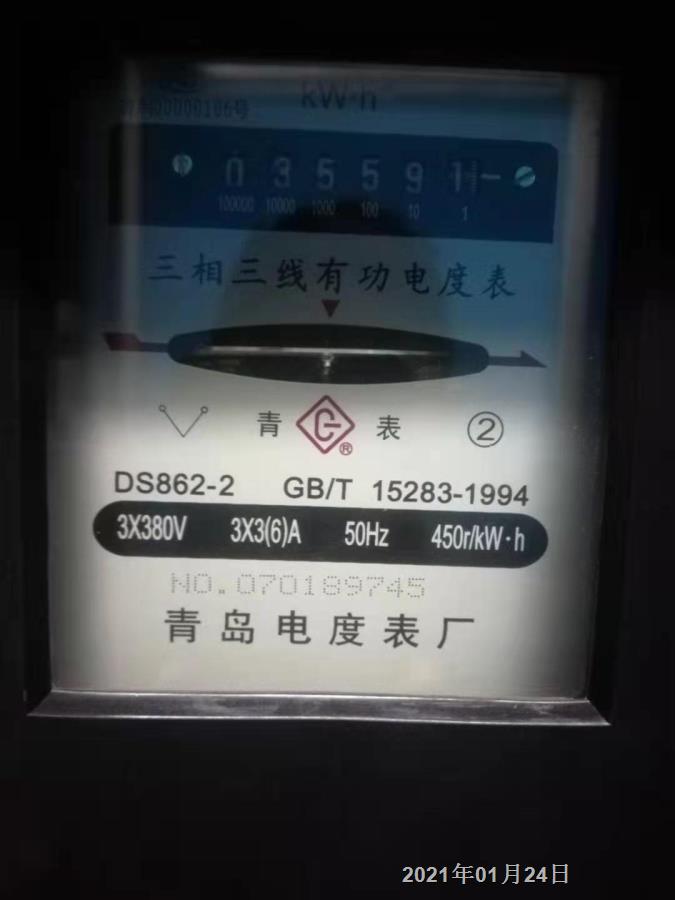 kW·h
0 3 5 5 9 1
100000 10000 1000 100 10 1
三相三线有功电度表
青 G ® 表 ②
DS862-2 GB/T 15283-1994
3X380V 3X3(6)A 50Hz 450r/kW·h
NO.070189745
青岛电度表厂
2021年01月24日